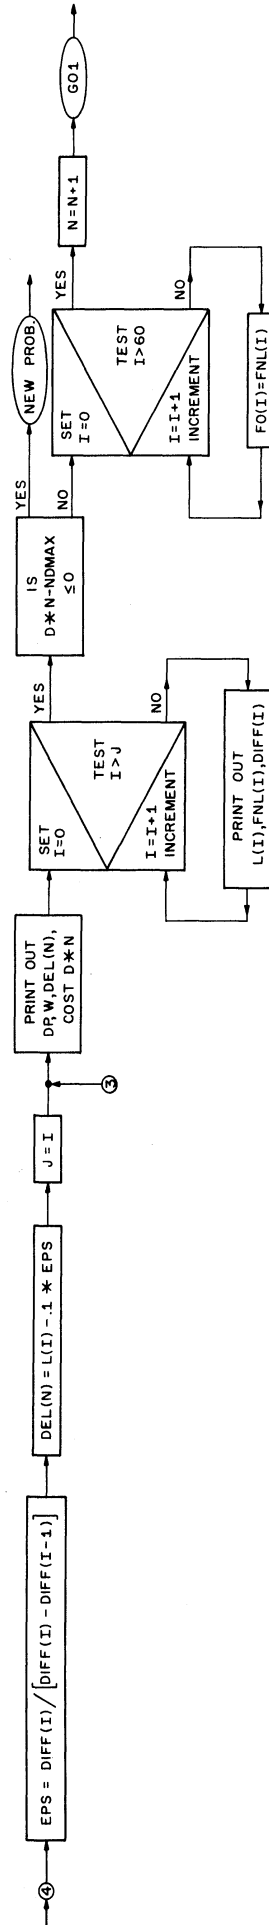 ④
EPS = DIFF(I) / [DIFF(I) - DIFF(I-1)]
DEL(N) = L(I) - .1 * EPS
J = I
③
PRINT OUT
DP, W, DEL(N),
COST D*N
SET
I=0
TEST
I > J
I = I+1
INCREMENT
YES
NO
PRINT OUT
L(I), FNL(I), DIFF(I)
IS
D*N-NDMAX
≤0
YES
NO
NEW PROB.
SET
I=0
TEST
I>60
I = I+1
INCREMENT
YES
NO
FO(I)=FNL(I)
N=N+1
GO1